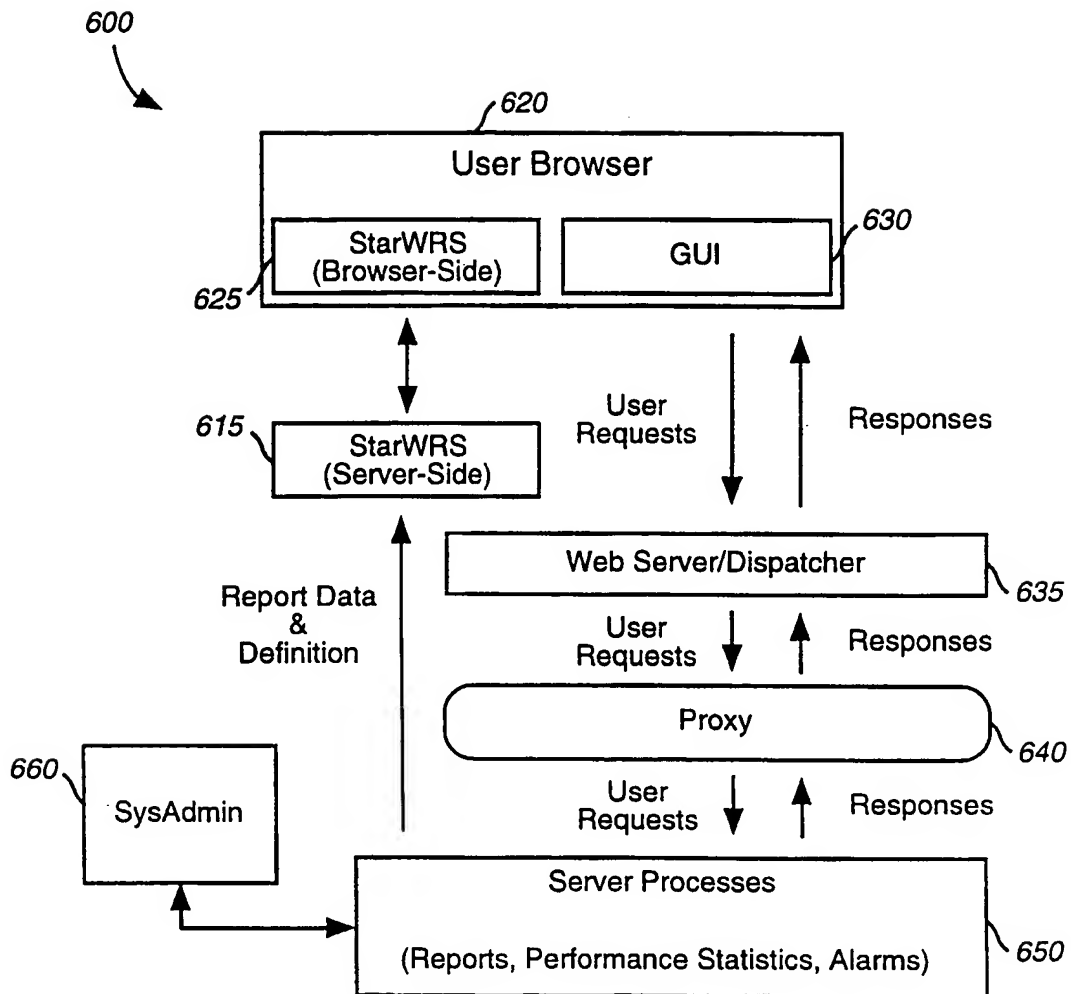 600
620
User Browser
StarWRS
(Browser-Side)
625
GUI
630
615
StarWRS
(Server-Side)
User
Requests
Responses
Web Server/Dispatcher
635
Report Data
&
Definition
User
Requests
Responses
Proxy
640
660
SysAdmin
User
Requests
Responses
Server Processes
(Reports, Performance Statistics, Alarms)
650